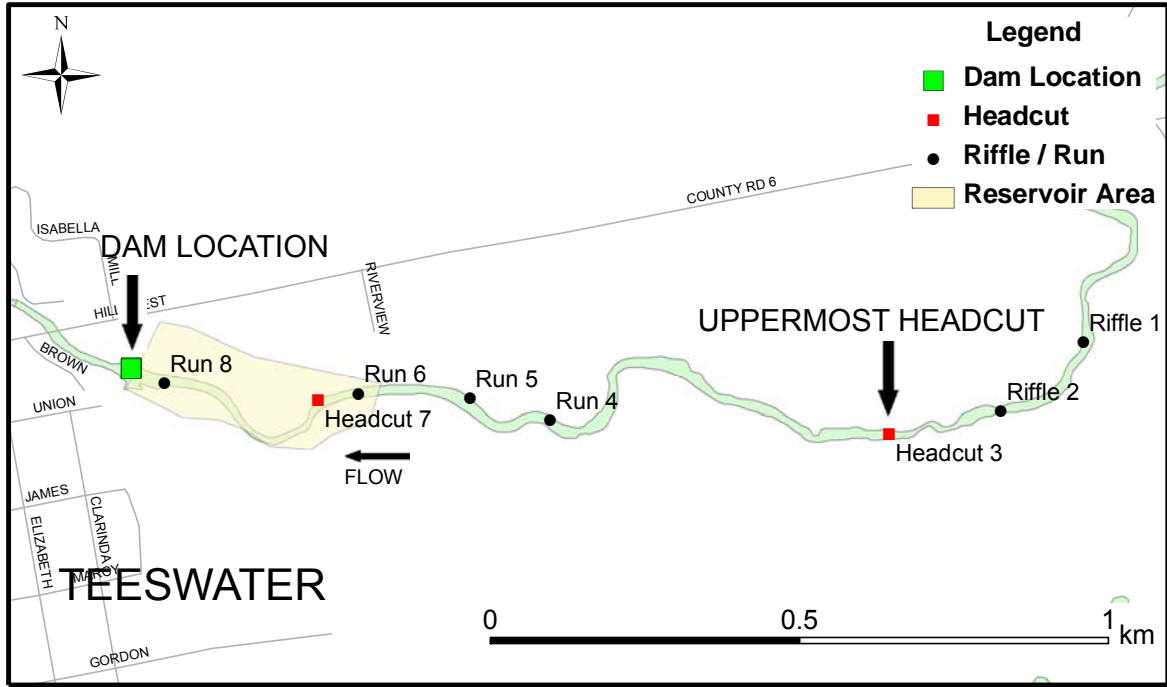 N
Legend
Dam Location
Headcut
Riffle / Run
Reservoir Area
COUNTY RD 6
ISABELLA
DAM LOCATION
MILL
RIVERVIEW
UPPERMOST HEADCUT
Riffle 1
BROWN
Run 8
Run 6
Run 5
Riffle 2
UNION
Headcut 7
Run 4
Headcut 3
FLOW
JAMES
ELIZABETH
TEESWATER
GORDON
0 0.5 1
km